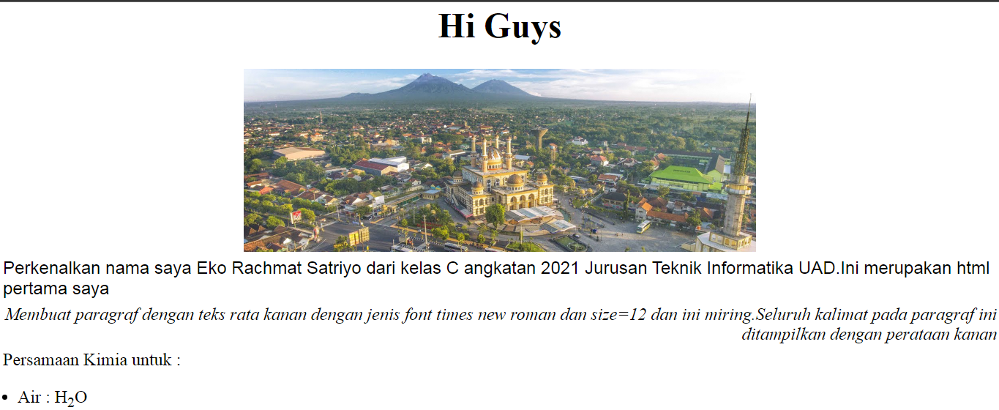 Hi Guys
Perkenalkan nama saya Eko Rachmat Satriyo dari kelas C angkatan 2021 Jurusan Teknik Informatika UAD.Ini merupakan html
pertama saya
Membuat paragraf dengan teks rata kanan dengan jenis font times new roman dan size=12 dan ini miring.Seluruh kalimat pada paragraf ini
ditampilkan dengan perataan kanan
Persamaan Kimia untuk :
• Air : H₂O